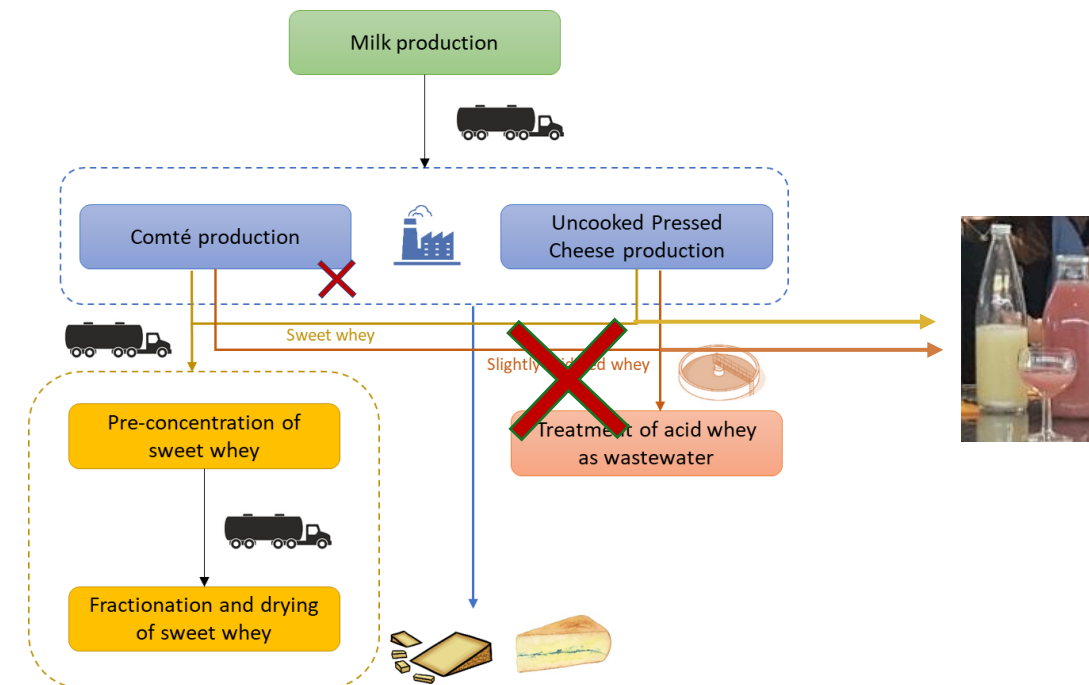 Milk production
Comté production
Uncooked Pressed
Cheese production
Sweet whey
Slightly whey
Pre-concentration of
sweet whey
Treatment of acid whey
as wastewater
Fractionation and drying
of sweet whey